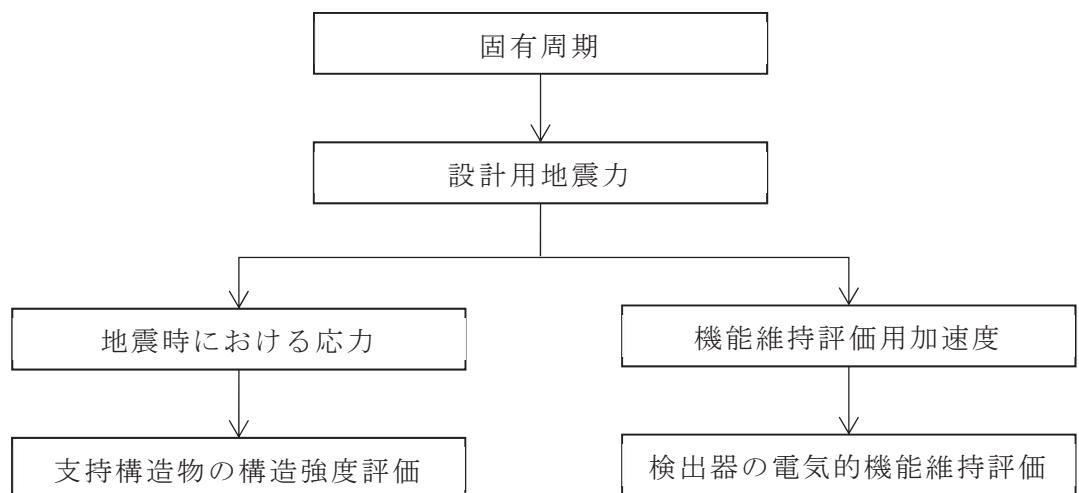 固有周期
設計用地震力
地震時における応力
機能維持評価用加速度
支持構造物の構造強度評価
検出器の電気的機能維持評価